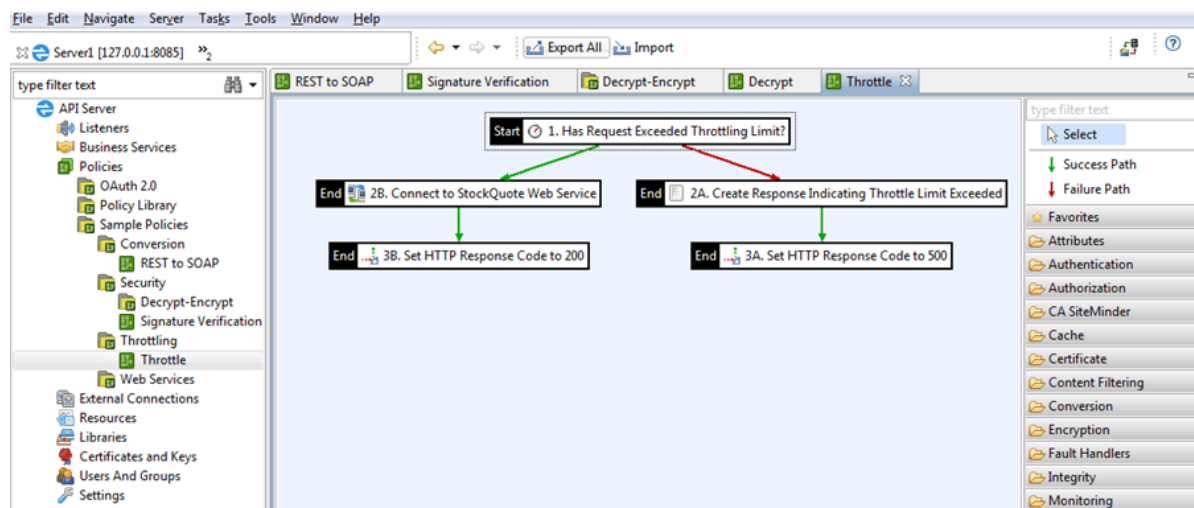 File Edit Navigate Server Tasks Tools Window Help
Server1 [127.0.0.1:8085] »2
Export All Import
type filter text
API Server
Listeners
Business Services
Policies
OAuth 2.0
Policy Library
Sample Policies
Conversion
REST to SOAP
Security
Decrypt-Encrypt
Signature Verification
Throttling
Throttle
Web Services
External Connections
Resources
Libraries
Certificates and Keys
Users And Groups
Settings
REST to SOAP Signature Verification Decrypt-Encrypt Decrypt Throttle
Start 1. Has Request Exceeded Throttling Limit?
End 2B. Connect to StockQuote Web Service
End 2A. Create Response Indicating Throttle Limit Exceeded
End 3B. Set HTTP Response Code to 200
End 3A. Set HTTP Response Code to 500
type filter text
Select
Success Path
Failure Path
Favorites
Attributes
Authentication
Authorization
CA SiteMinder
Cache
Certificate
Content Filtering
Conversion
Encryption
Fault Handlers
Integrity
Monitoring